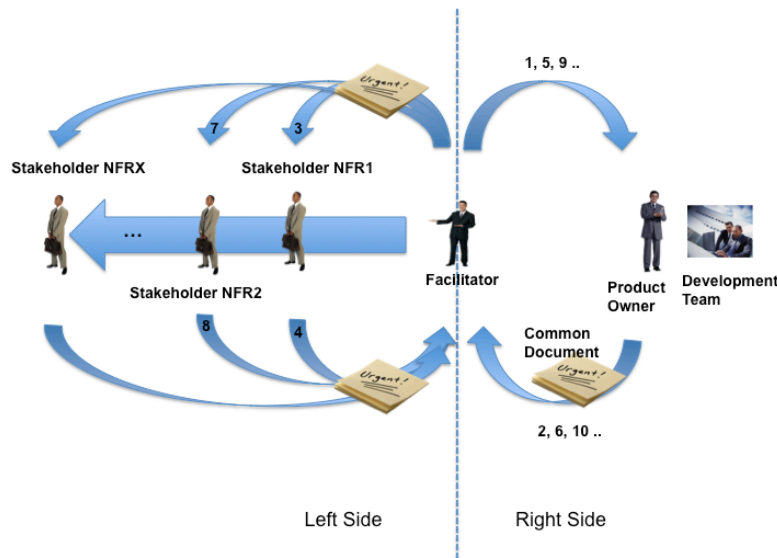 Urgent!
1, 5, 9 ..
7
3
Stakeholder NFRX
Stakeholder NFR1
...
Stakeholder NFR2
Facilitator
Product
Owner
Development
Team
8
4
Common
Document
Urgent!
Urgent!
2, 6, 10 ..
Left Side
Right Side